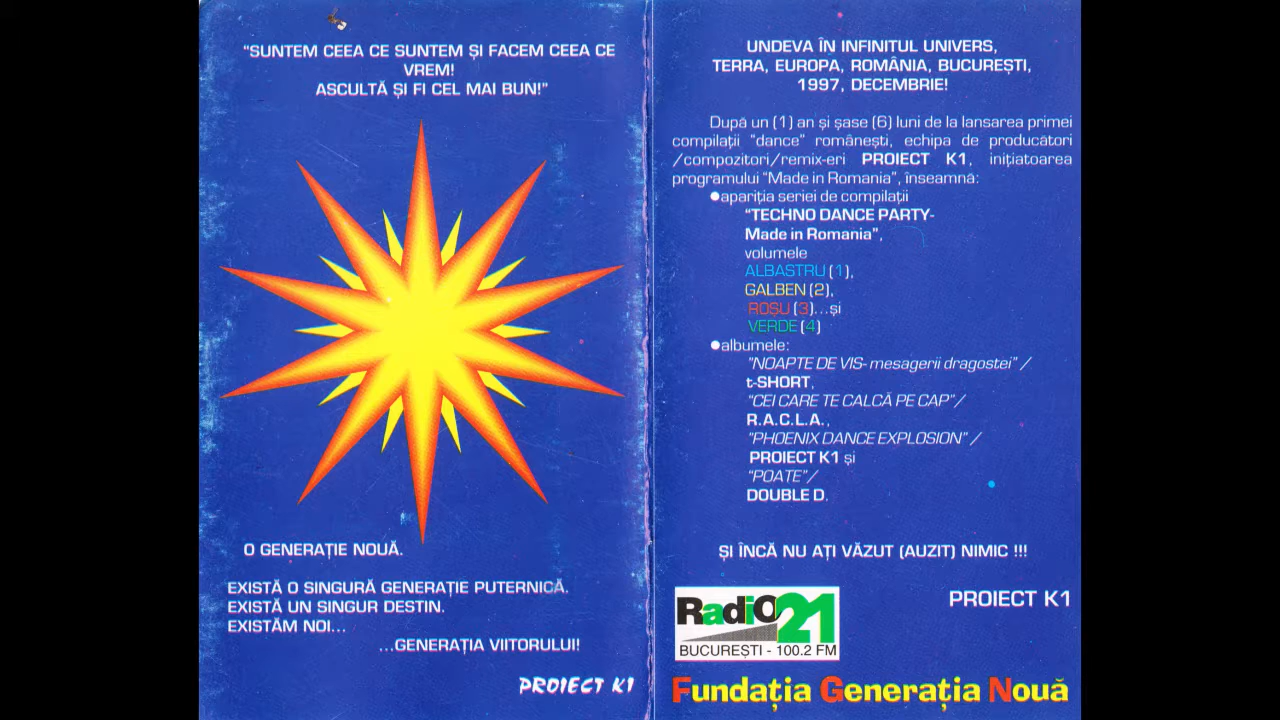 "SUNTEM CEEA CE SUNTEM ȘI FACEM CEEA CE
VREM!
ASCULTĂ ȘI FI CEL MAI BUN!"
O GENERAȚIE NOUĂ.
EXISTĂ O SINGURĂ GENERAȚIE PUTERNICĂ.
EXISTĂ UN SINGUR DESTIN.
EXISTĂM NOI...
...GENERAȚIA VIITORULUI!
PROIECT K1
UNDEVA ÎN INFINITUL UNIVERS,
TERRA, EUROPA, ROMÂNIA, BUCUREȘTI,
1997, DECEMBRIE!
După un (1) an și șase (6) luni de la lansarea primei
compilații "dance" românești, echipa de producători
/compozitori/remix-eri PROIECT K1, inițiatoarea
programului "Made in Romania", înseamnă:
●apariția seriei de compilații
"TECHNO DANCE PARTY-
Made in Romania",
volumele
ALBASTRU (1),
GALBEN (2),
ROȘU (3)...și
VERDE (4)
●albumele:
"NOAPTE DE VIS- mesagerii dragostei" /
t-SHORT,
"CEI CARE TE CALCĂ PE CAP"/
R.A.C.L.A.,
"PHOENIX DANCE EXPLOSION" /
PROIECT K1 și
"POATE"/
DOUBLE D.
ȘI ÎNCĂ NU AȚI VĂZUT (AUZIT) NIMIC !!!
PROIECT K1
RadiO 21
BUCUREȘTI - 100.2 FM
Fundația Generația Nouă